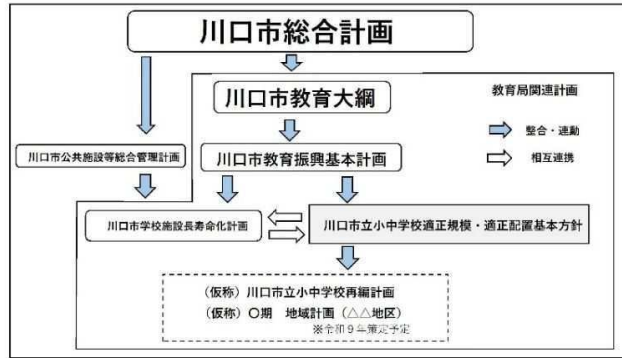 川口市総合計画
川口市教育大綱
教育局関連計画
整合・連動
相互連携
川口市公共施設等総合管理計画
川口市教育振興基本計画
川口市学校施設長寿命化計画
川口市立小中学校適正規模・適正配置基本方針
(仮称)川口市立小中学校再編計画
(仮称)〇期 地域計画(△△地区)
※令和9年策定予定